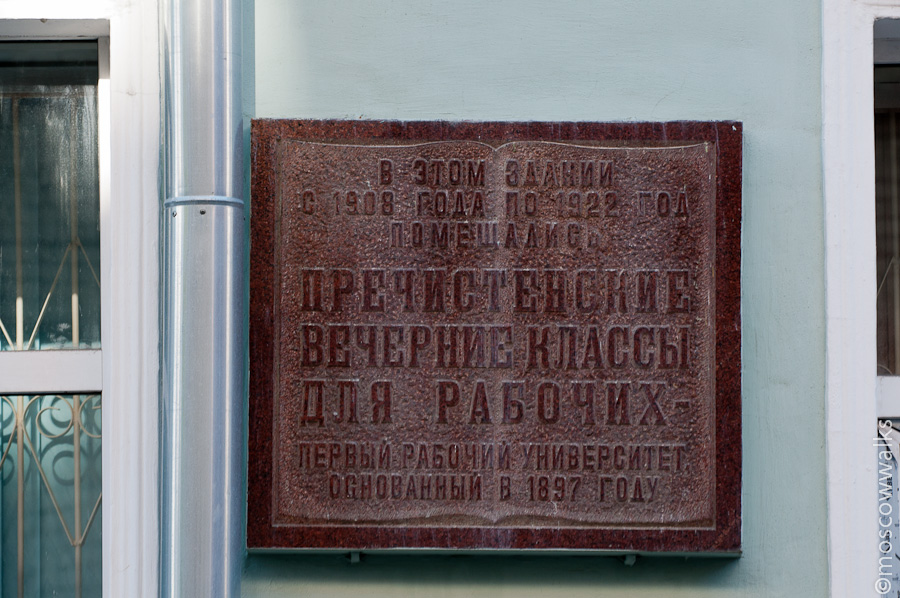 В ЭТОМ ЗДАНИИ
С 1908 ГОДА ПО 1922 ГОД
ПОМЕЩАЛИСЬ
ПРЕЧИСТЕНСКИЕ
ВЕЧЕРНИЕ КЛАССЫ
ДЛЯ РАБОЧИХ-
ПЕРВЫЙ РАБОЧИЙ УНИВЕРСИТЕТ,
ОСНОВАННЫЙ В 1897 ГОДУ
©moscowwalks